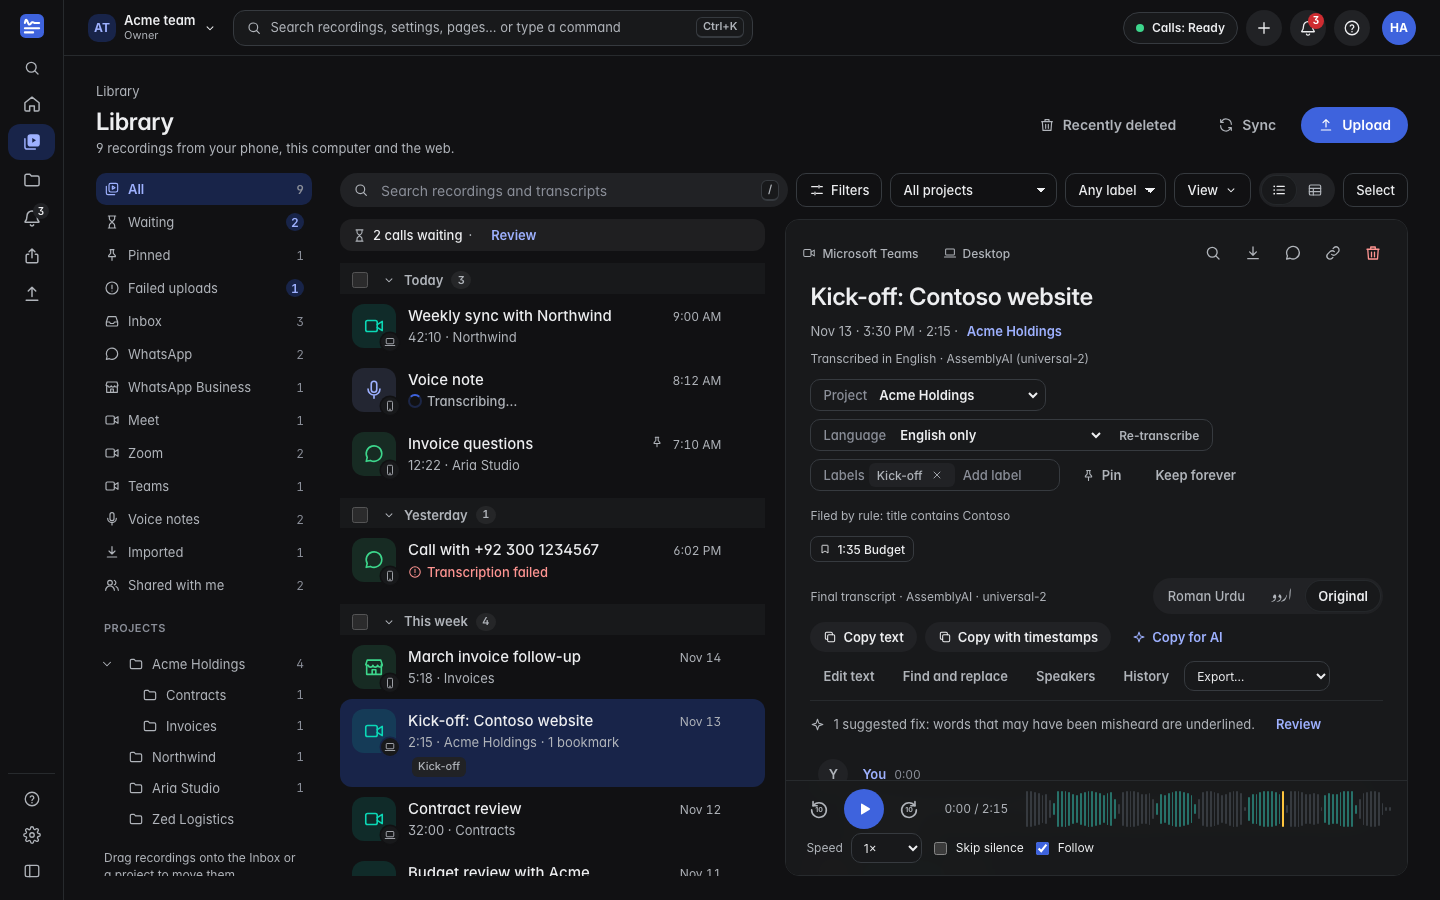 AT Acme team
Owner
Search recordings, settings, pages... or type a command Ctrl+K
Calls: Ready
3
HA
3
Library
Library
9 recordings from your phone, this computer and the web.
Recently deleted
Sync
Upload
All 9
Waiting 2
Pinned 1
Failed uploads 1
Inbox 3
WhatsApp 2
WhatsApp Business 1
Meet 1
Zoom 2
Teams 1
Voice notes 2
Imported 1
Shared with me 2
PROJECTS
Acme Holdings 4
Contracts 1
Invoices 1
Northwind 1
Aria Studio 1
Zed Logistics
Drag recordings onto the Inbox or
a project to move them
Search recordings and transcripts /
Filters
All projects
Any label
View
Select
2 calls waiting · Review
Today 3
Weekly sync with Northwind 9:00 AM
42:10 · Northwind
Voice note 8:12 AM
Transcribing...
Invoice questions 7:10 AM
12:22 · Aria Studio
Yesterday 1
Call with +92 300 1234567 6:02 PM
Transcription failed
This week 4
March invoice follow-up Nov 14
5:18 · Invoices
Kick-off: Contoso website Nov 13
2:15 · Acme Holdings · 1 bookmark
Kick-off
Contract review Nov 12
32:00 · Contracts
Budget review with Acme Nov 11
Microsoft Teams Desktop
Kick-off: Contoso website
Nov 13 · 3:30 PM · 2:15 · Acme Holdings
Transcribed in English · AssemblyAI (universal-2)
Project Acme Holdings
Language English only Re-transcribe
Labels Kick-off × Add label Pin Keep forever
Filed by rule: title contains Contoso
1:35 Budget
Final transcript · AssemblyAI · universal-2
Roman Urdu اردو Original
Copy text Copy with timestamps Copy for AI
Edit text Find and replace Speakers History Export...
1 suggested fix: words that may have been misheard are underlined. Review
Y You 0:00
10 10 0:00 / 2:15
Speed 1× Skip silence Follow